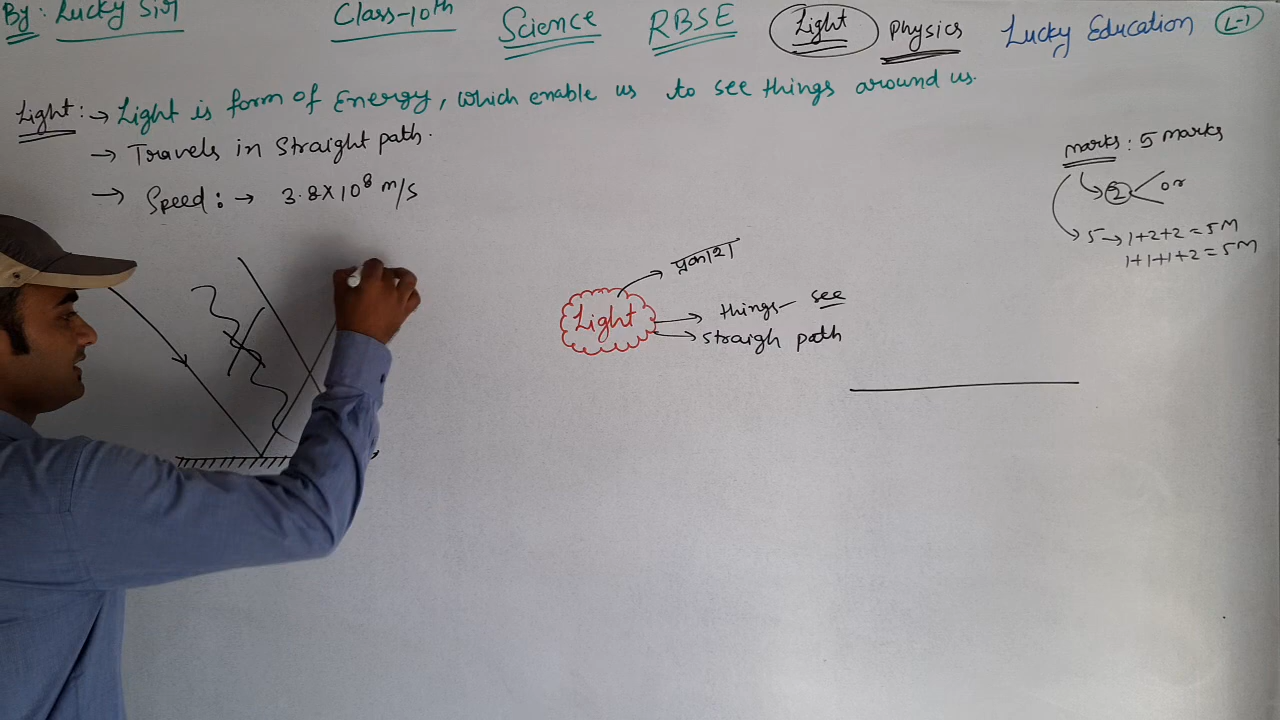 By: Lucky Sir Class-10th Science RBSE Light Physics Lucky Education L-1
Light :→ Light is form of Energy, which enable us to see things around us.
→ Travels in Straight path.
→ Speed :→ 3.8×10⁸ m/s
marks : 5 marks
2 or
5 → 1+2+2 = 5M
1+1+1+2 = 5M
प्रकाश
Light
things — see
straigh path